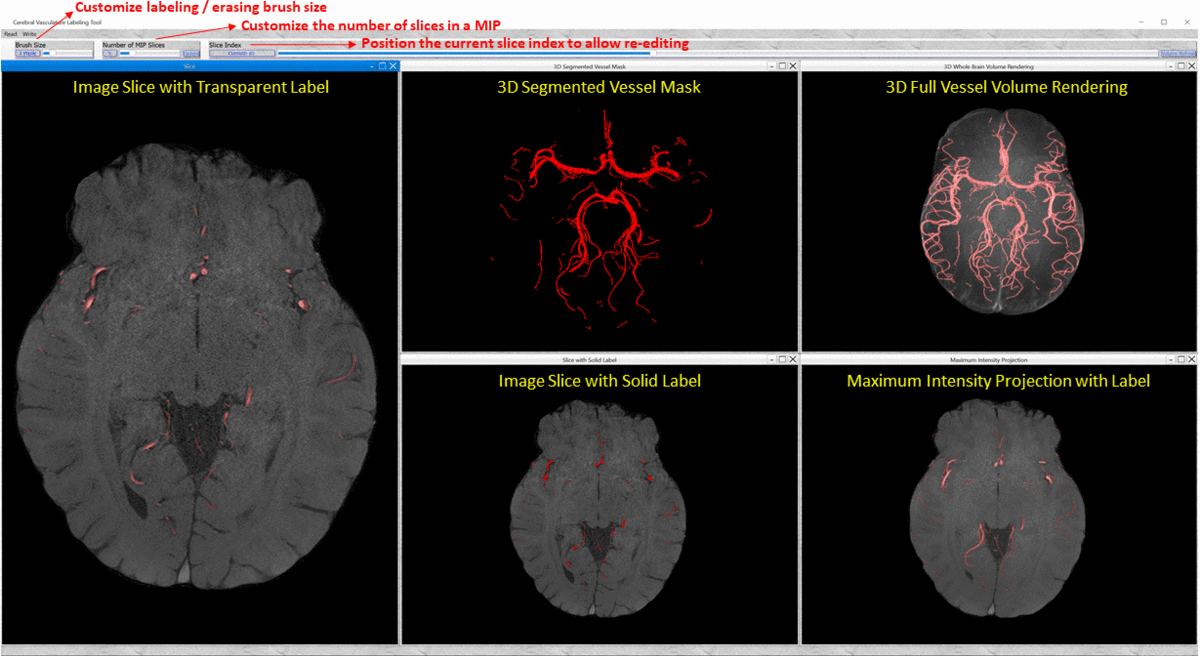 Customize labeling / erasing brush size
Cerebral Vasculature Labeling Tool
Customize the number of slices in a MIP
Read Write
Position the current slice index to allow re-editing
Brush Size
Number of MIP Slices
Slice Index
Slice
3D Segmented Vessel Mask
3D Whole Brain Volume Rendering
Image Slice with Transparent Label
3D Segmented Vessel Mask
3D Full Vessel Volume Rendering
Slice with Solid Label
Maximum Intensity Projection
Image Slice with Solid Label
Maximum Intensity Projection with Label